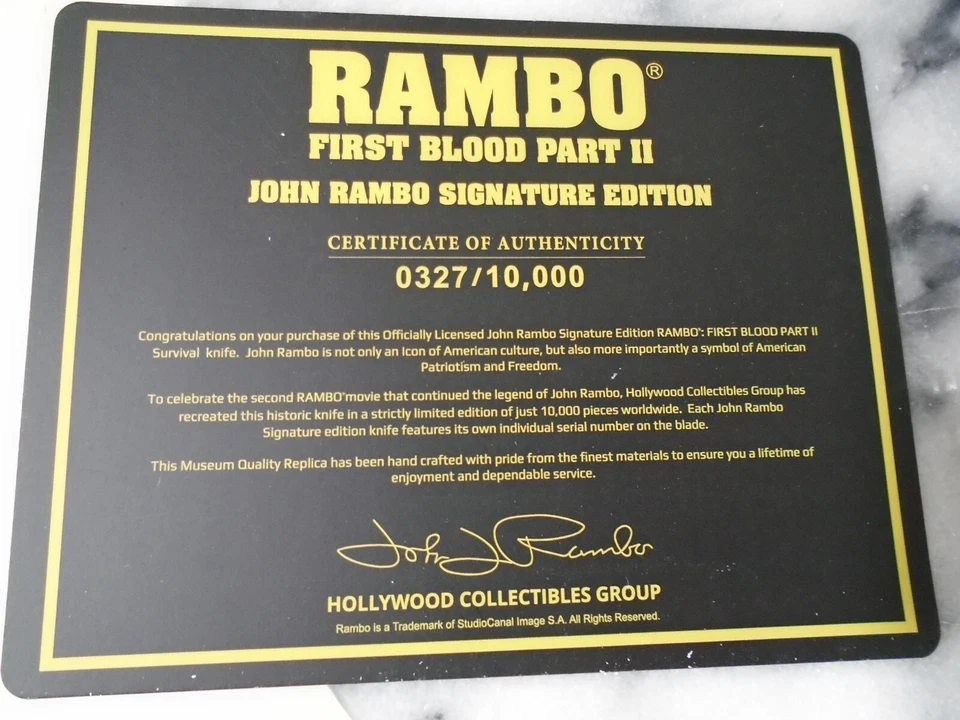 RAMBO®
FIRST BLOOD PART II
JOHN RAMBO SIGNATURE EDITION
CERTIFICATE OF AUTHENTICITY
0327/10,000
Congratulations on your purchase of this Officially Licensed John Rambo Signature Edition RAMBO®: FIRST BLOOD PART II
Survival knife. John Rambo is not only an Icon of American culture, but also more importantly a symbol of American
Patriotism and Freedom.
To celebrate the second RAMBO®movie that continued the legend of John Rambo, Hollywood Collectibles Group has
recreated this historic knife in a strictly limited edition of just 10,000 pieces worldwide. Each John Rambo
Signature edition knife features its own individual serial number on the blade.
This Museum Quality Replica has been hand crafted with pride from the finest materials to ensure you a lifetime of
enjoyment and dependable service.
John J Rambo
HOLLYWOOD COLLECTIBLES GROUP
Rambo is a Trademark of StudioCanal Image S.A. All Rights Reserved.